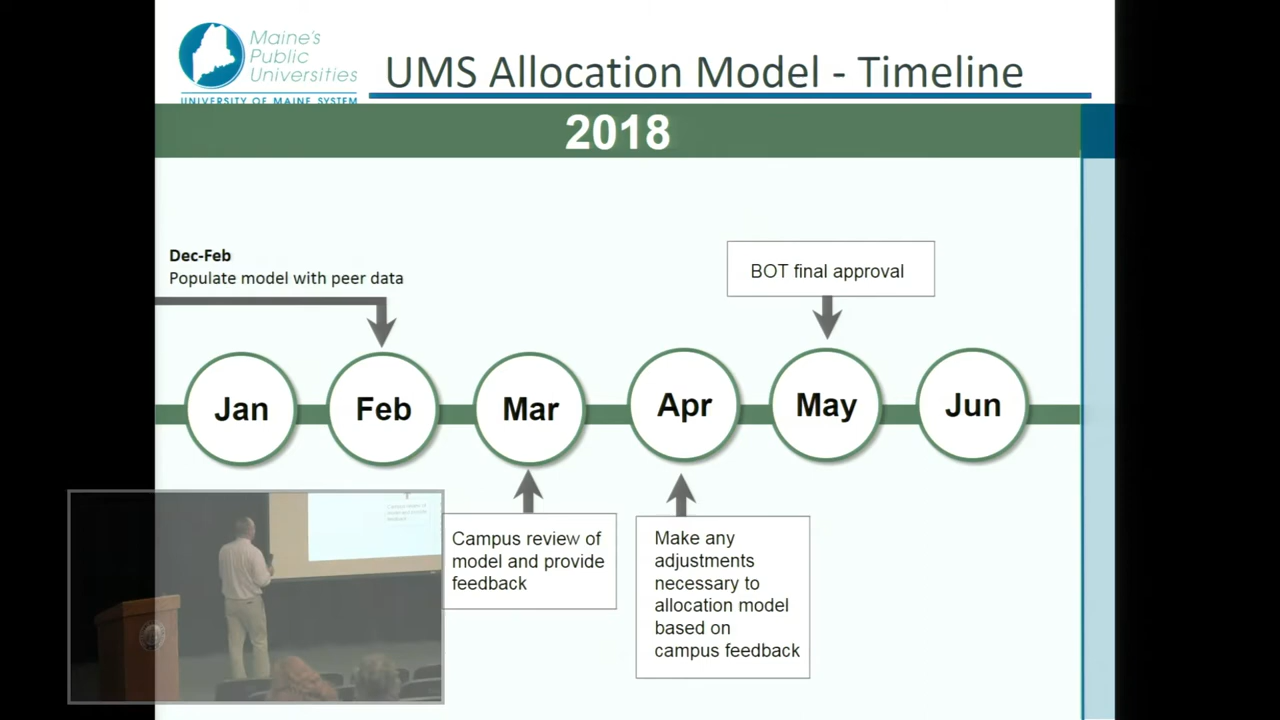 Maine's
Public
Universities
UNIVERSITY OF MAINE SYSTEM
UMS Allocation Model - Timeline
2018
Dec-Feb
Populate model with peer data
BOT final approval
Jan
Feb
Mar
Apr
May
Jun
Campus review of
model and provide
feedback
Make any
adjustments
necessary to
allocation model
based on
campus feedback